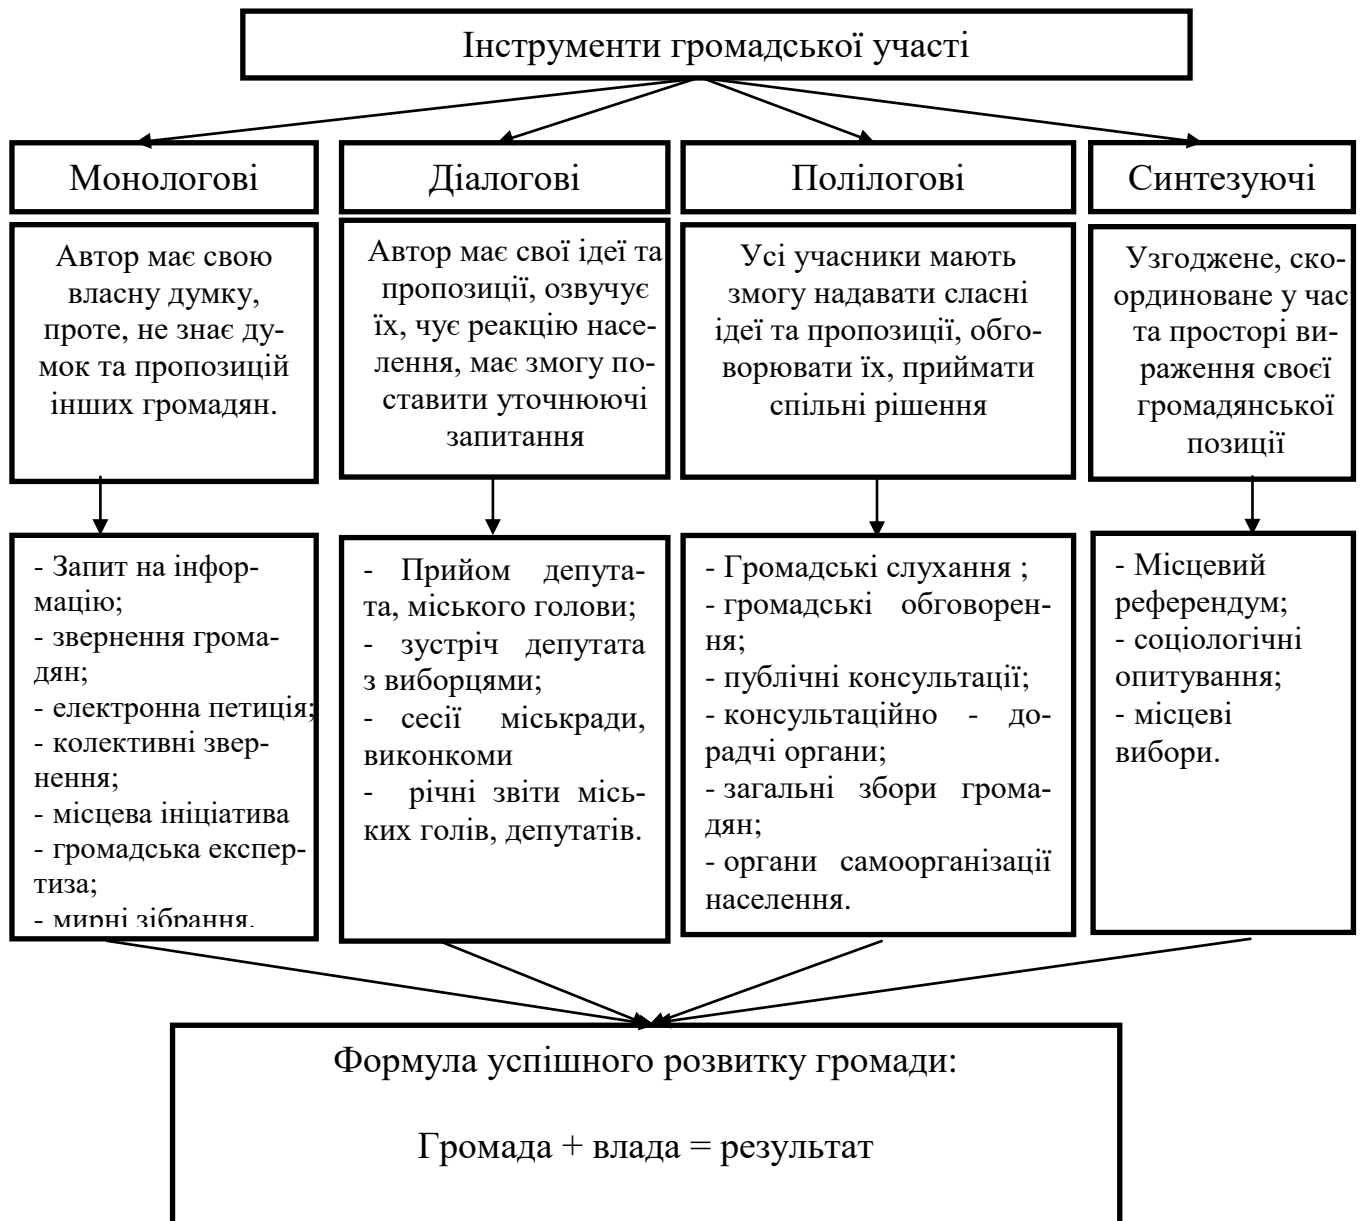 Інструменти громадської участі
Монологові
Діалогові
Полілогові
Синтезуючі
Автор має свою
власну думку,
проте, не знає ду-
мок та пропозицій
інших громадян.
Автор має свої ідеї та
пропозиції, озвучує
їх, чує реакцію насе-
лення, має змогу по-
ставити уточнюючі
запитання
Усі учасники мають
змогу надавати сласні
ідеї та пропозиції, обго-
ворювати їх, приймати
спільні рішення
Узгоджене, ско-
ординоване у часі
та просторі ви-
раження своєї
громадянської
позиції
- Запит на інфор-
мацію;
- звернення грома-
дян;
- електронна петиція;
- колективні звер-
нення;
- місцева ініціатива
- громадська експер-
тиза;
- мирні зібрання.
- Прийом депута-
та, міського голови;
- зустріч депутата
з виборцями;
- сесії міськради,
виконкоми
- річні звіти місь-
ких голів, депутатів.
- Громадські слухання ;
- громадські обговорен-
ня;
- публічні консультації;
- консультаційно - до-
радчі органи;
- загальні збори грома-
дян;
- органи самоорганізації
населення.
- Місцевий
референдум;
- соціологічні
опитування;
- місцеві
вибори.
Формула успішного розвитку громади:
Громада + влада = результат